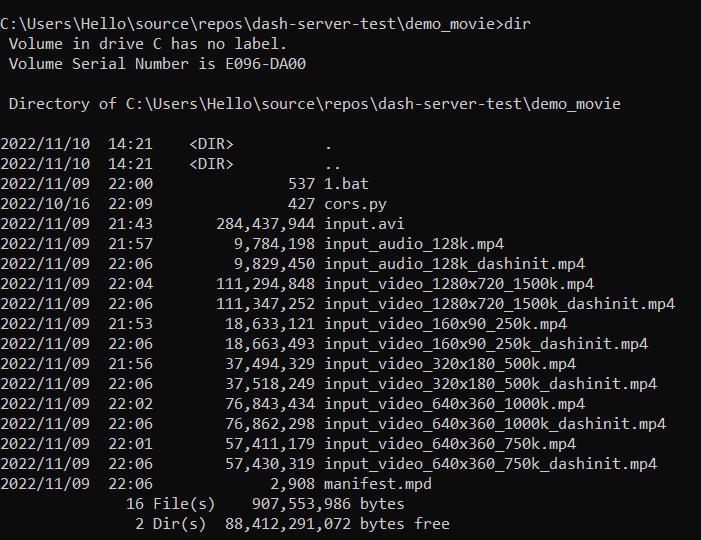 C:\Users\Hello\source\repos\dash-server-test\demo_movie>dir
Volume in drive C has no label.
Volume Serial Number is E096-DA00
Directory of C:\Users\Hello\source\repos\dash-server-test\demo_movie
2022/11/10 14:21 <DIR> .
2022/11/10 14:21 <DIR> ..
2022/11/09 22:00 537 1.bat
2022/10/16 22:09 427 cors.py
2022/11/09 21:43 284,437,944 input.avi
2022/11/09 21:57 9,784,198 input_audio_128k.mp4
2022/11/09 22:06 9,829,450 input_audio_128k_dashinit.mp4
2022/11/09 22:04 111,294,848 input_video_1280x720_1500k.mp4
2022/11/09 22:06 111,347,252 input_video_1280x720_1500k_dashinit.mp4
2022/11/09 21:53 18,633,121 input_video_160x90_250k.mp4
2022/11/09 22:06 18,663,493 input_video_160x90_250k_dashinit.mp4
2022/11/09 21:56 37,494,329 input_video_320x180_500k.mp4
2022/11/09 22:06 37,518,249 input_video_320x180_500k_dashinit.mp4
2022/11/09 22:02 76,843,434 input_video_640x360_1000k.mp4
2022/11/09 22:06 76,862,298 input_video_640x360_1000k_dashinit.mp4
2022/11/09 22:01 57,411,179 input_video_640x360_750k.mp4
2022/11/09 22:06 57,430,319 input_video_640x360_750k_dashinit.mp4
2022/11/09 22:06 2,908 manifest.mpd
16 File(s) 907,553,986 bytes
2 Dir(s) 88,412,291,072 bytes free